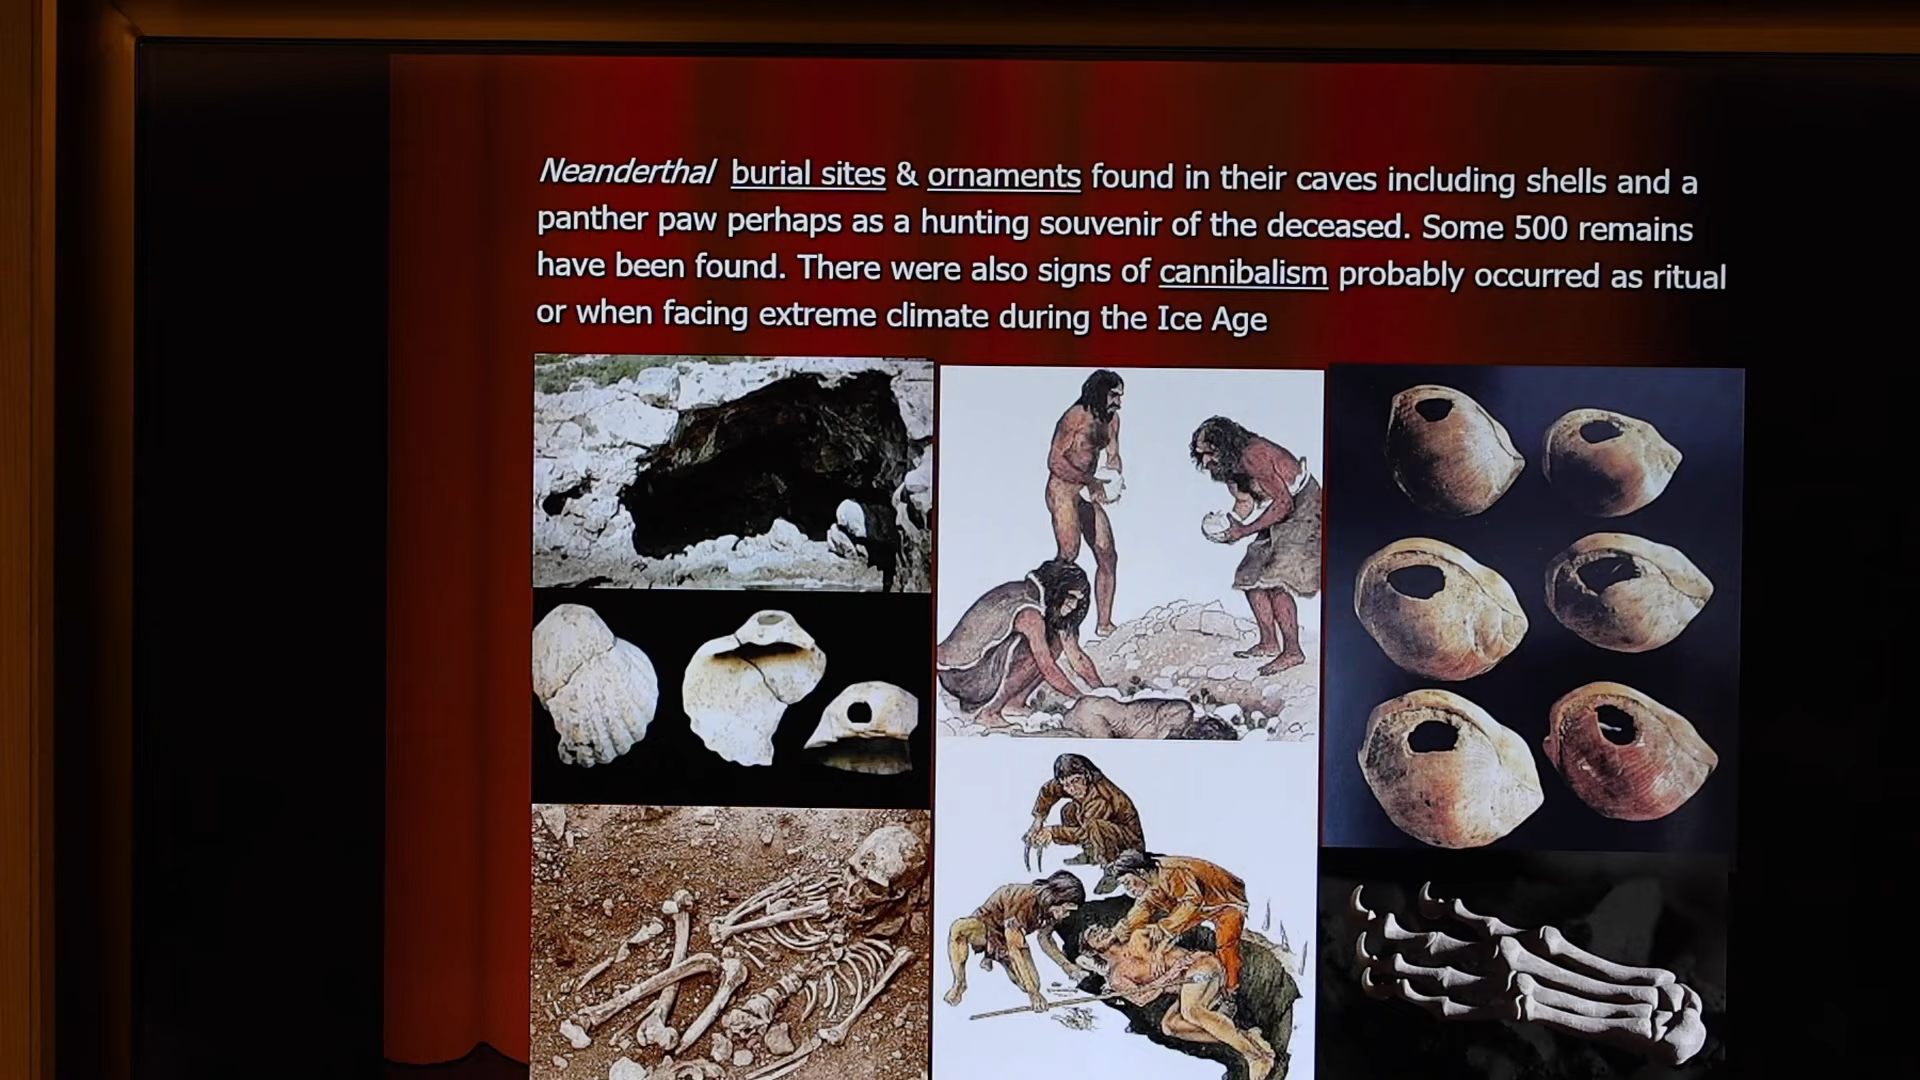 Neanderthal burial sites & ornaments found in their caves including shells and a
panther paw perhaps as a hunting souvenir of the deceased. Some 500 remains
have been found. There were also signs of cannibalism probably occurred as ritual
or when facing extreme climate during the Ice Age